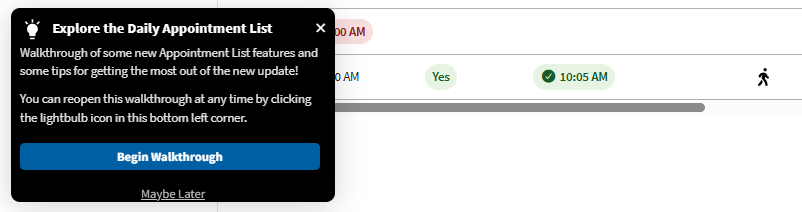 Explore the Daily Appointment List
Walkthrough of some new Appointment List features and
some tips for getting the most out of the new update!
You can reopen this walkthrough at any time by clicking
the lightbulb icon in this bottom left corner.
Begin Walkthrough
Maybe Later
00 AM
0 AM
Yes
10:05 AM